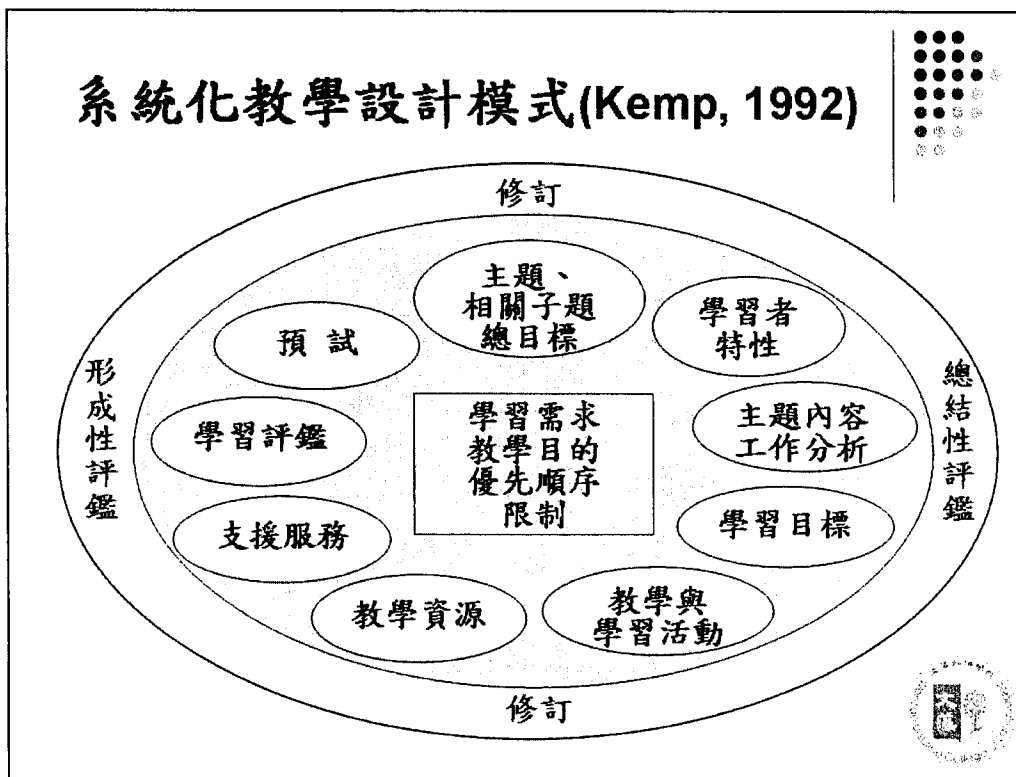 系統化教學設計模式(Kemp, 1992)
修訂
主題、
相關子題
總目標
學習者
特性
主題內容
工作分析
學習目標
教學與
學習活動
教學資源
支援服務
學習評鑑
預試
學習需求
教學目的
優先順序
限制
形成性評鑑
總結性評鑑
修訂